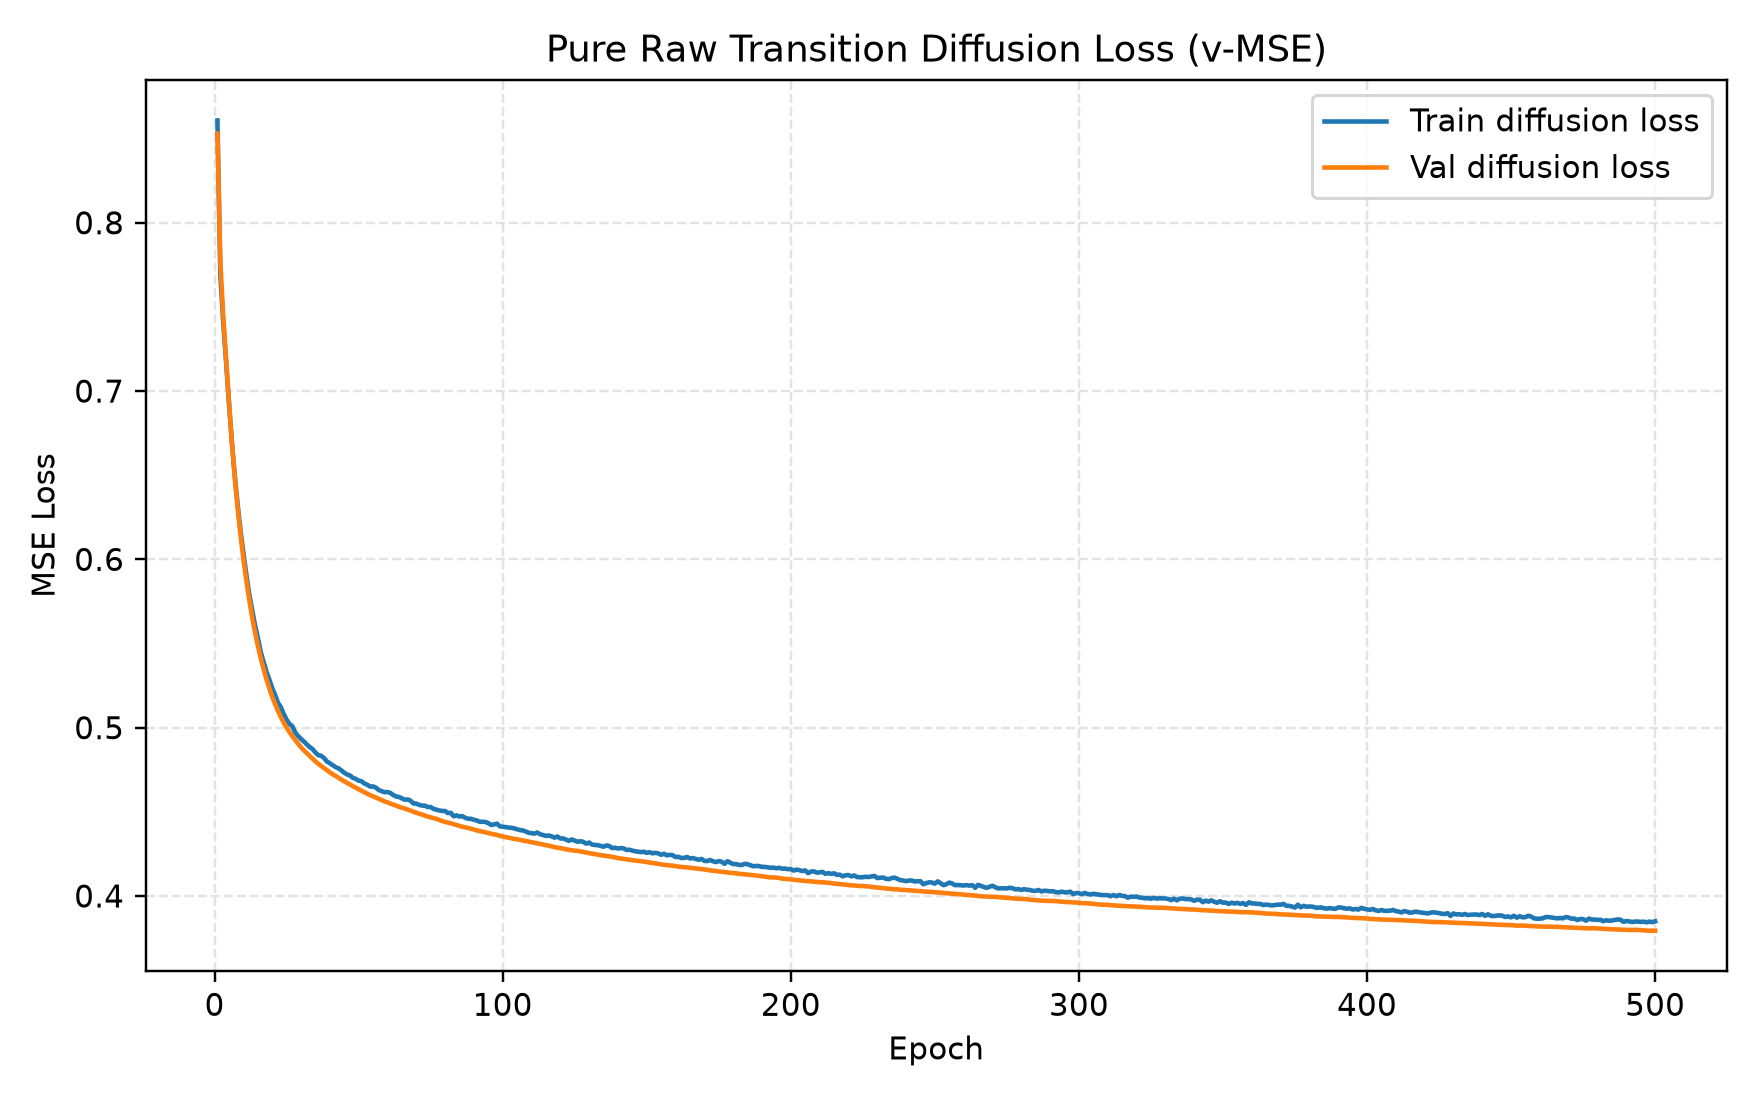 Pure Raw Transition Diffusion Loss (v-MSE)
Train diffusion loss
Val diffusion loss
MSE Loss
0.8
0.7
0.6
0.5
0.4
0 100 200 300 400 500
Epoch